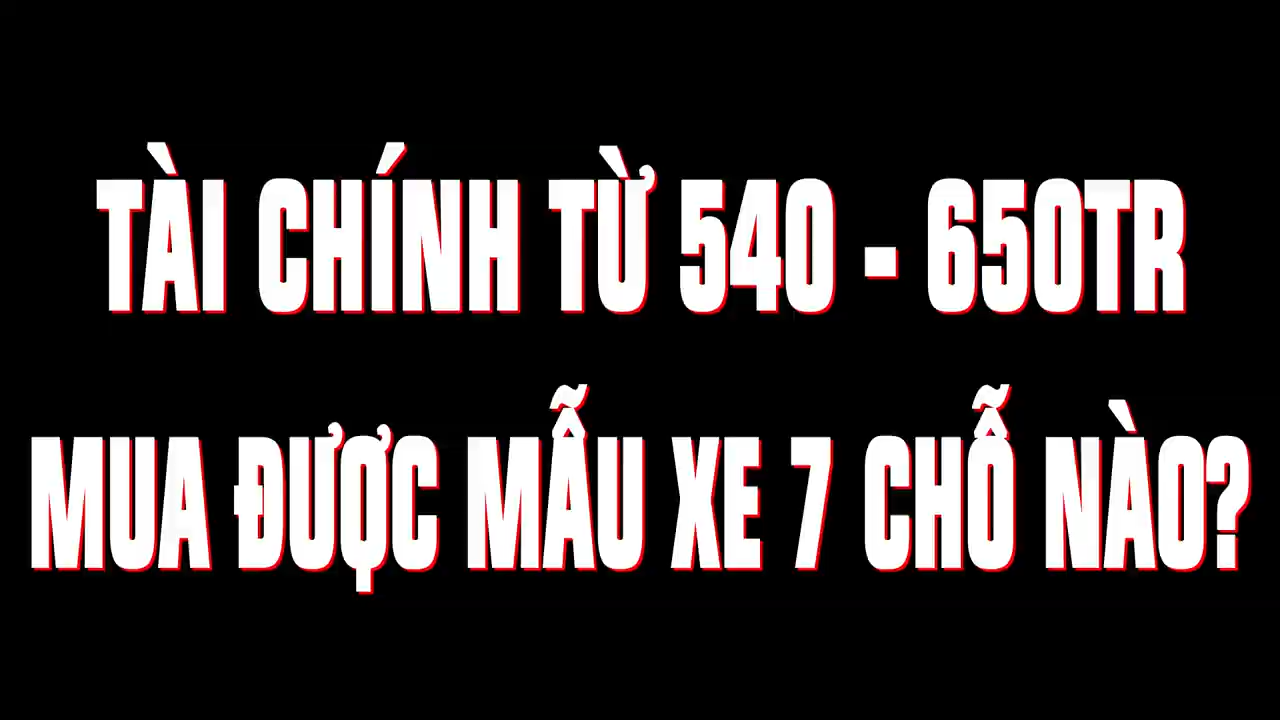 TÀI CHÍNH TỪ 540 - 650TR
MUA ĐƯỢC MẪU XE 7 CHỖ NÀO?